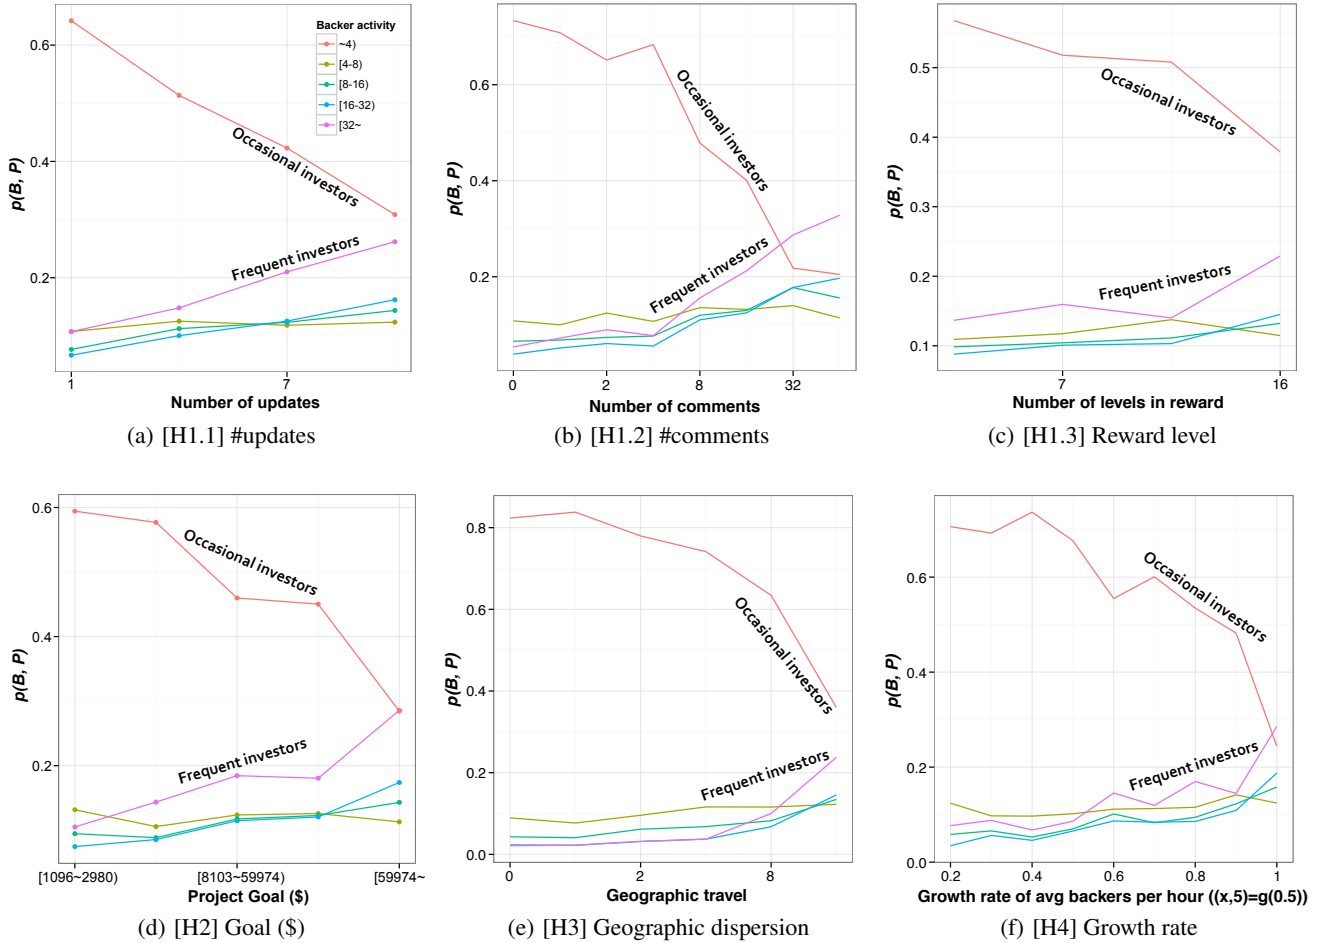 0.6
0.4
0.2
p(B, P)
Backer activity
~4)
[4-8)
[8-16)
[16-32)
[32~
Occasional investors
Frequent investors
1
7
Number of updates
(a) [H1.1] #updates
0.6
0.4
0.2
p(B, P)
Occasional investors
Frequent investors
0
2
8
32
Number of comments
(b) [H1.2] #comments
0.5
0.4
0.3
0.2
0.1
p(B, P)
Occasional investors
Frequent investors
7
16
Number of levels in reward
(c) [H1.3] Reward level
0.6
0.4
0.2
p(B, P)
Occasional investors
Frequent investors
[1096~2980)
[8103~59974)
[59974~
Project Goal ($)
(d) [H2] Goal ($)
0.8
0.6
0.4
0.2
0.0
p(B, P)
Occasional investors
Frequent investors
0
2
8
Geographic travel
(e) [H3] Geographic dispersion
0.6
0.4
0.2
0.0
p(B, P)
Occasional investors
Frequent investors
0.2
0.4
0.6
0.8
1
Growth rate of avg backers per hour ((x,5)=g(0.5))
(f) [H4] Growth rate